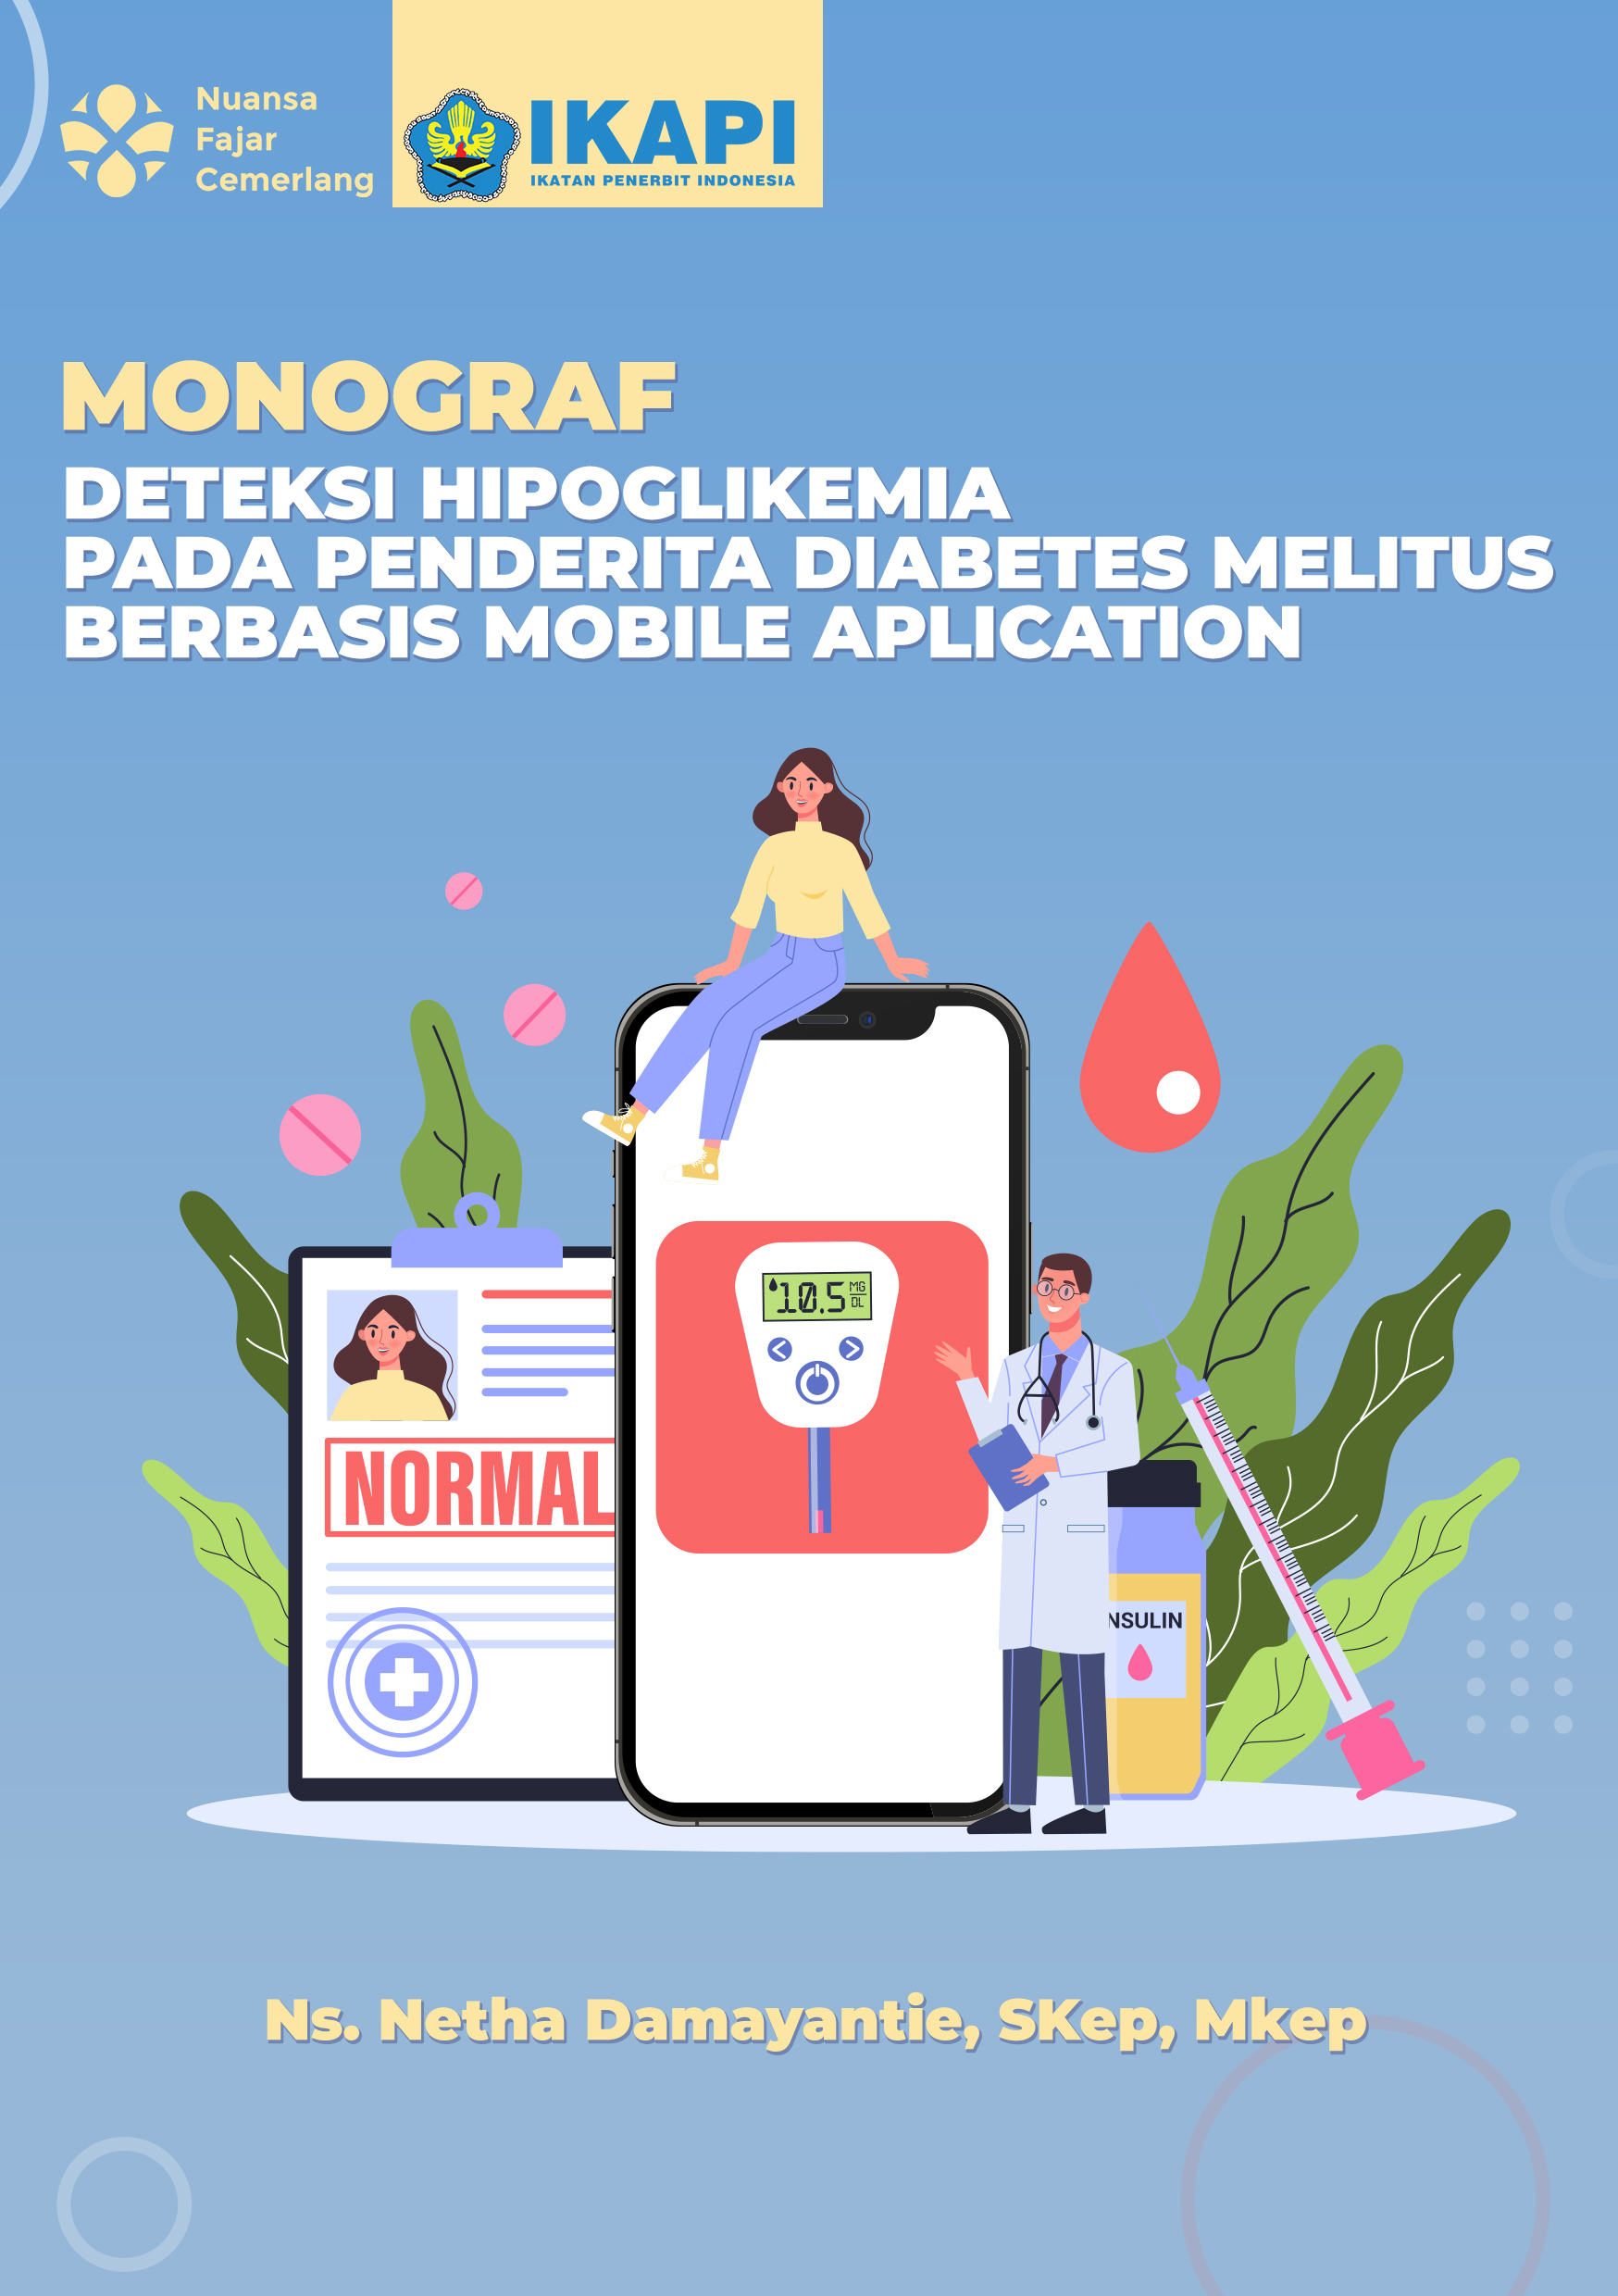 Nuansa
Fajar
Cemerlang
IKAPI
IKATAN PENERBIT INDONESIA
MONOGRAF
DETEKSI HIPOGLIKEMIA
PADA PENDERITA DIABETES MELITUS
BERBASIS MOBILE APLICATION
10.5 MG
DL
NORMAL
NSULIN
Ns. Netha Damayantie, SKep, Mkep